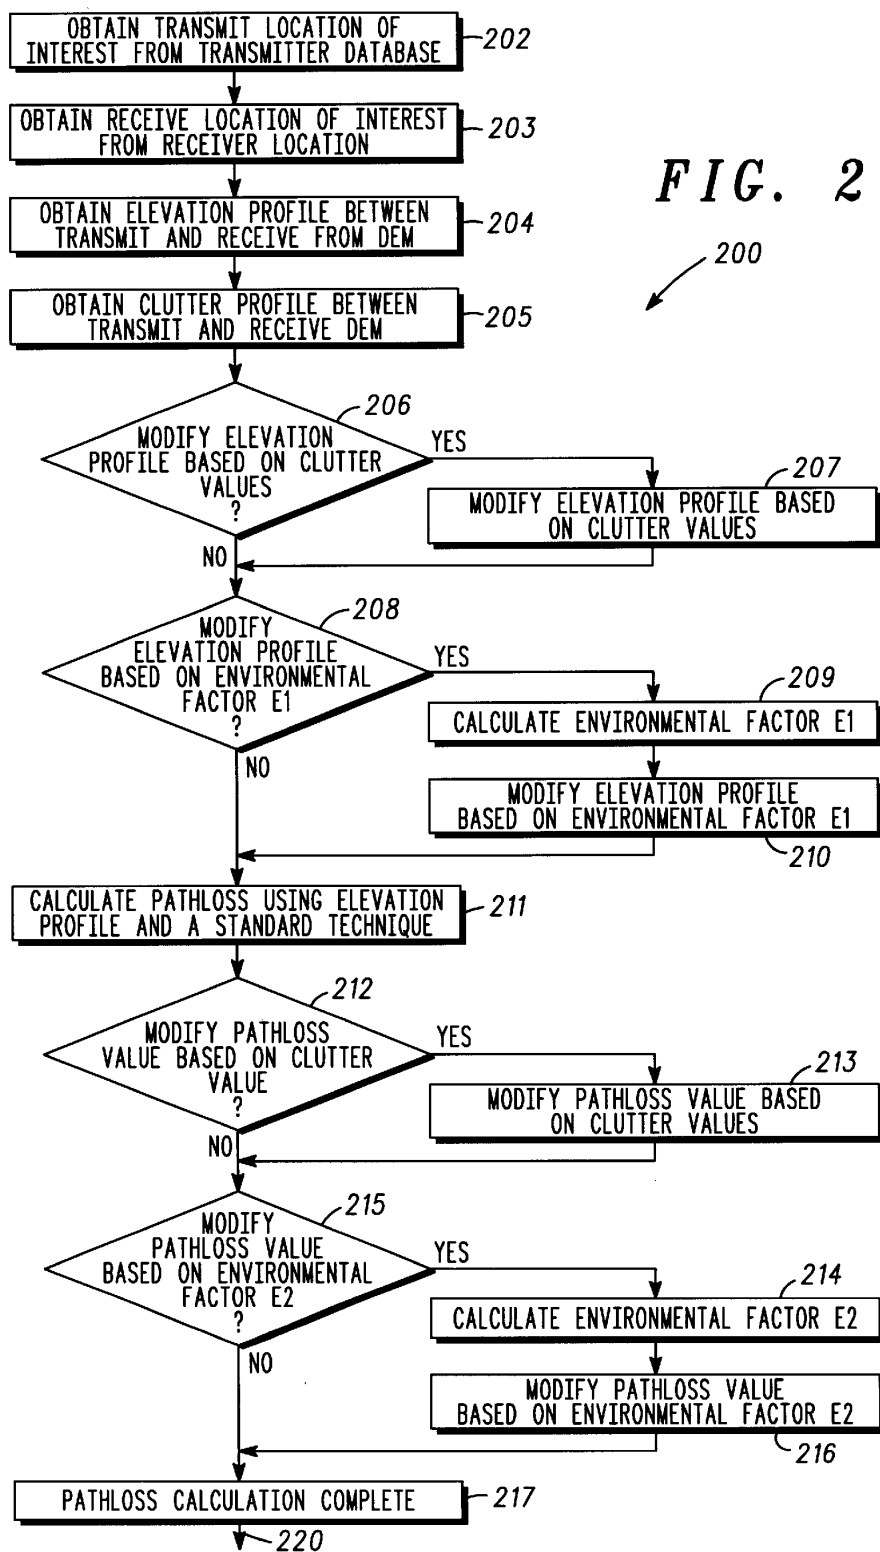 OBTAIN TRANSMIT LOCATION OF
INTEREST FROM TRANSMITTER DATABASE
202
OBTAIN RECEIVE LOCATION OF INTEREST
FROM RECEIVER LOCATION
203
FIG. 2
OBTAIN ELEVATION PROFILE BETWEEN
TRANSMIT AND RECEIVE FROM DEM
204
200
OBTAIN CLUTTER PROFILE BETWEEN
TRANSMIT AND RECEIVE DEM
205
206
MODIFY ELEVATION
PROFILE BASED ON CLUTTER
VALUES
?
YES
207
MODIFY ELEVATION PROFILE BASED
ON CLUTTER VALUES
NO
208
MODIFY
ELEVATION PROFILE
BASED ON ENVIRONMENTAL
FACTOR E1
?
YES
209
CALCULATE ENVIRONMENTAL FACTOR E1
NO
MODIFY ELEVATION PROFILE
BASED ON ENVIRONMENTAL FACTOR E1
210
CALCULATE PATHLOSS USING ELEVATION
PROFILE AND A STANDARD TECHNIQUE
211
212
MODIFY PATHLOSS
VALUE BASED ON CLUTTER
VALUE
?
YES
213
MODIFY PATHLOSS VALUE BASED
ON CLUTTER VALUES
NO
215
MODIFY
PATHLOSS VALUE
BASED ON ENVIRONMENTAL
FACTOR E2
?
YES
214
CALCULATE ENVIRONMENTAL FACTOR E2
NO
MODIFY PATHLOSS VALUE
BASED ON ENVIRONMENTAL FACTOR E2
216
PATHLOSS CALCULATION COMPLETE
217
220